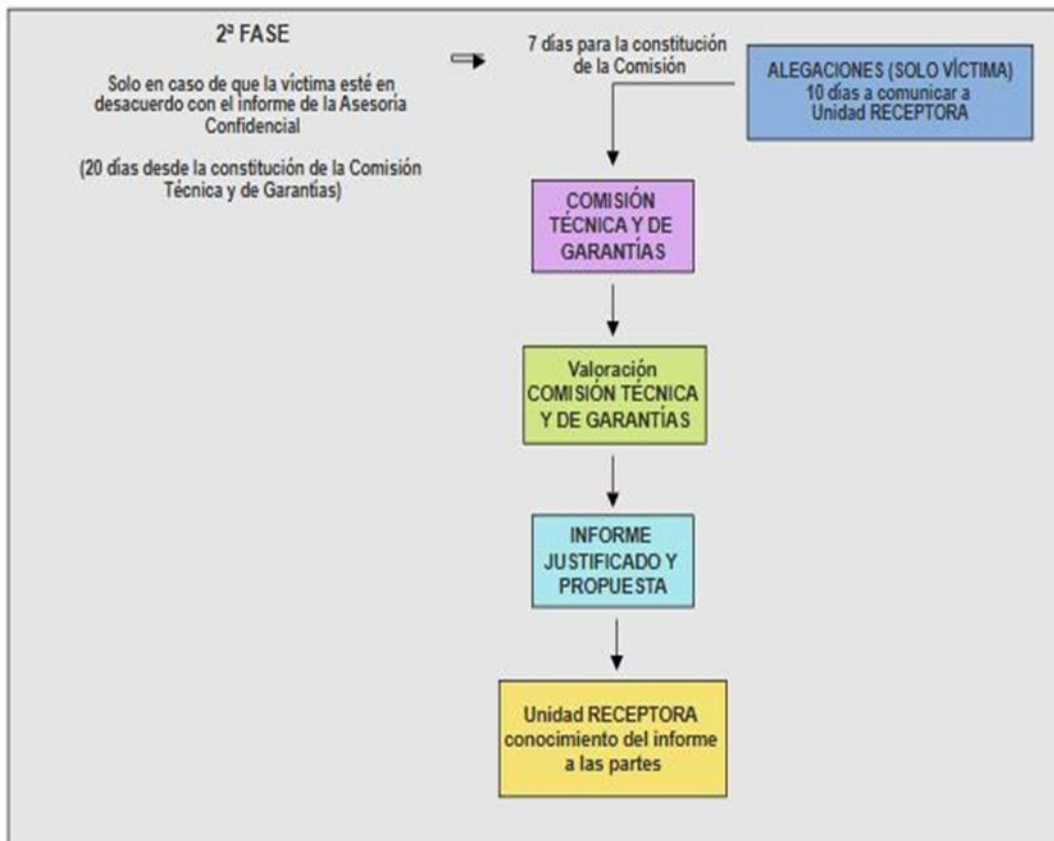 2ª FASE
Solo en caso de que la víctima esté en
desacuerdo con el informe de la Asesoría
Confidencial
(20 días desde la constitución de la Comisión
Técnica y de Garantías)
7 días para la constitución
de la Comisión
ALEGACIONES (SOLO VÍCTIMA)
10 días a comunicar a
Unidad RECEPTORA
COMISIÓN
TÉCNICA Y DE
GARANTÍAS
Valoración
COMISIÓN TÉCNICA
Y DE GARANTÍAS
INFORME
JUSTIFICADO Y
PROPUESTA
Unidad RECEPTORA
conocimiento del informe
a las partes